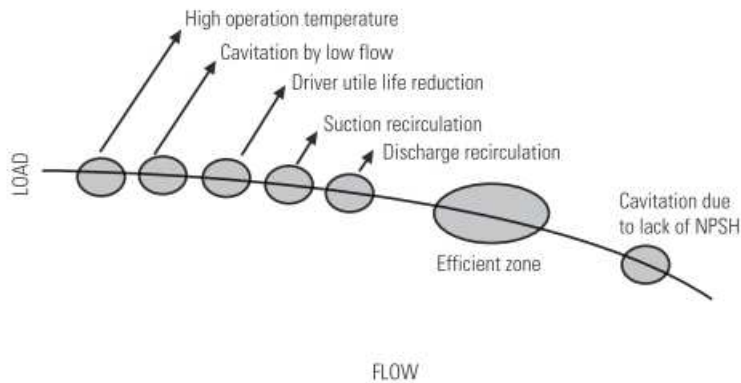 High operation temperature
Cavitation by low flow
Driver utile life reduction
Suction recirculation
Discharge recirculation
LOAD
Cavitation due
to lack of NPSH
Efficient zone
FLOW